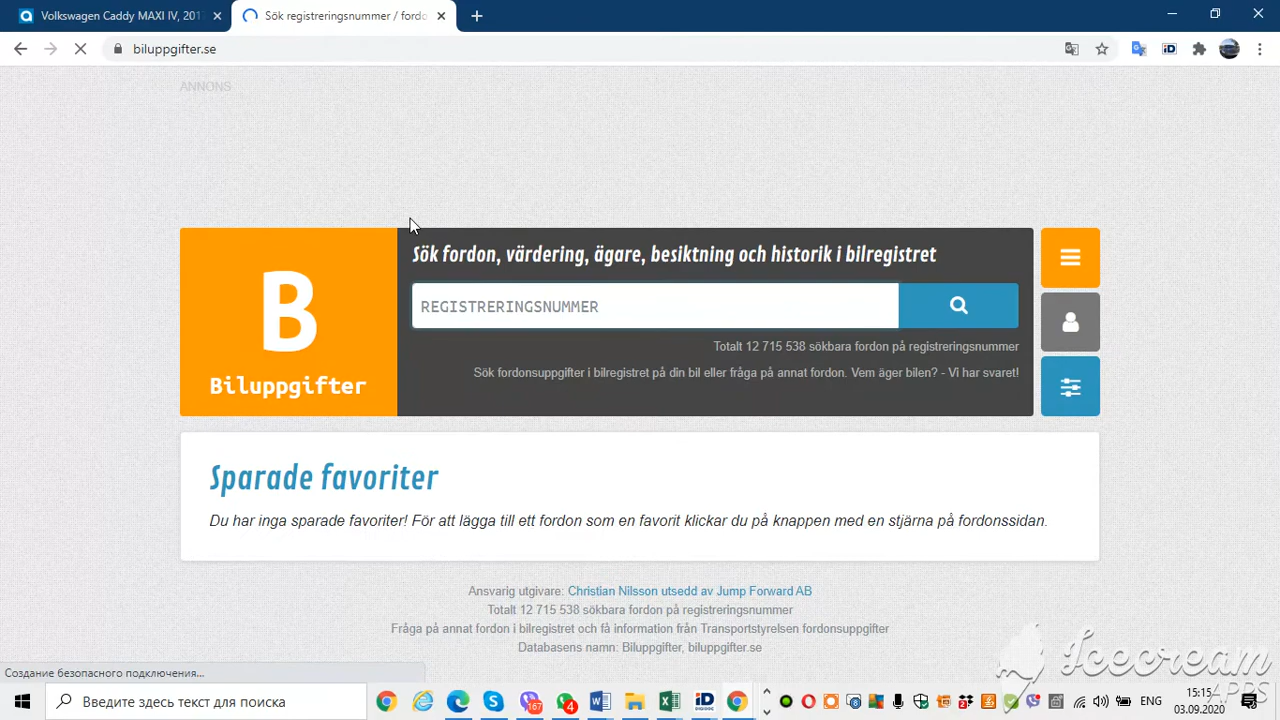 Volkswagen Caddy MAXI IV, 201
Sök registreringsnummer / fordo
biluppgifter.se
ANNONS
B
Biluppgifter
Sök fordon, värdering, ägare, besiktning och historik i bilregistret
REGISTRERINGSNUMMER
Totalt 12 715 538 sökbara fordon på registreringsnummer
Sök fordonsuppgifter i bilregistret på din bil eller fråga på annat fordon. Vem äger bilen? - Vi har svaret!
Sparade favoriter
Du har inga sparade favoriter! För att lägga till ett fordon som en favorit klickar du på knappen med en stjärna på fordonssidan.
Ansvarig utgivare: Christian Nilsson utsedd av Jump Forward AB
Totalt 12 715 538 sökbara fordon på registreringsnummer
Fråga på annat fordon i bilregistret och få information från Transportstyrelsen fordonsuppgifter
Databasens namn: Biluppgifter, biluppgifter.se
Создание безопасного подключения...
Icecream
APPS
Введите здесь текст для поиска
167
4
ENG
15:15
03.09.2020